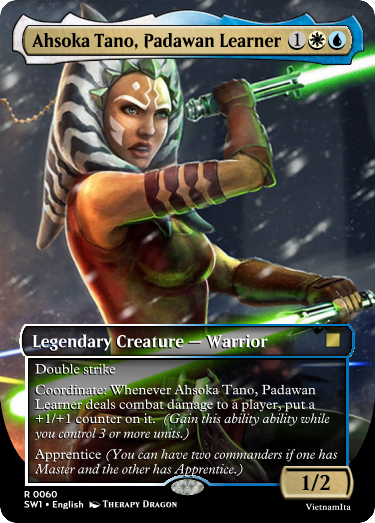 Ahsoka Tano, Padawan Learner 1
Legendary Creature — Warrior
Double strike
Coordinate: Whenever Ahsoka Tano, Padawan
Learner deals combat damage to a player, put a
+1/+1 counter on it. (Gain this ability ability while
you control 3 or more units.)
Apprentice (You can have two commanders if one has
Master and the other has Apprentice.)
1/2
R 0060
SW1 • English THERAPY DRAGON
VietnamIta